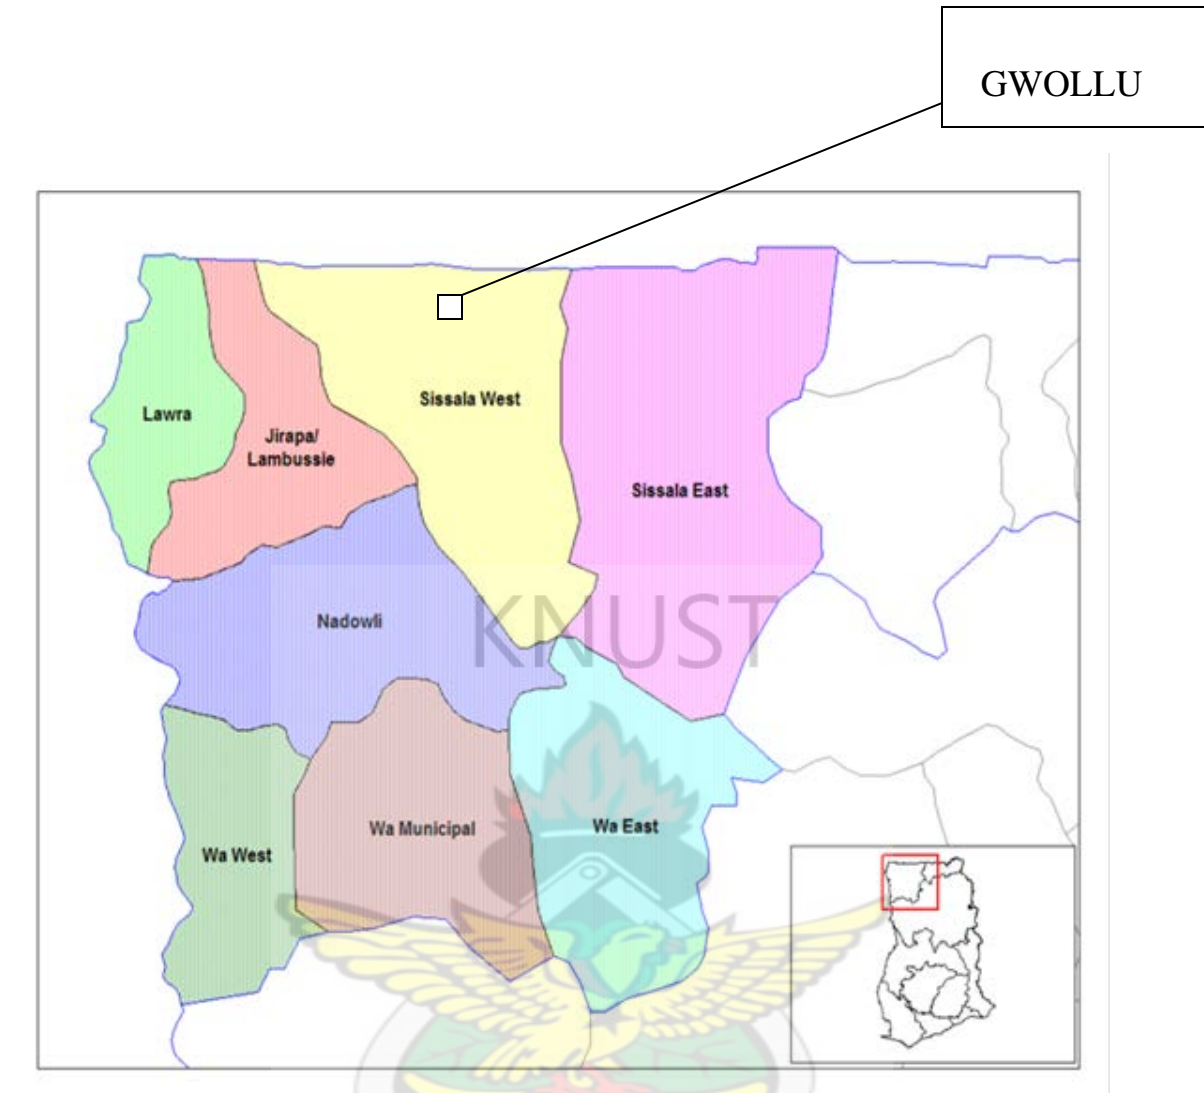 GWOLLU
Lawra
Jirapa/
Lambussie
Sissala West
Sissala East
Nadowli
KNUST
Wa West
Wa Municipal
Wa East